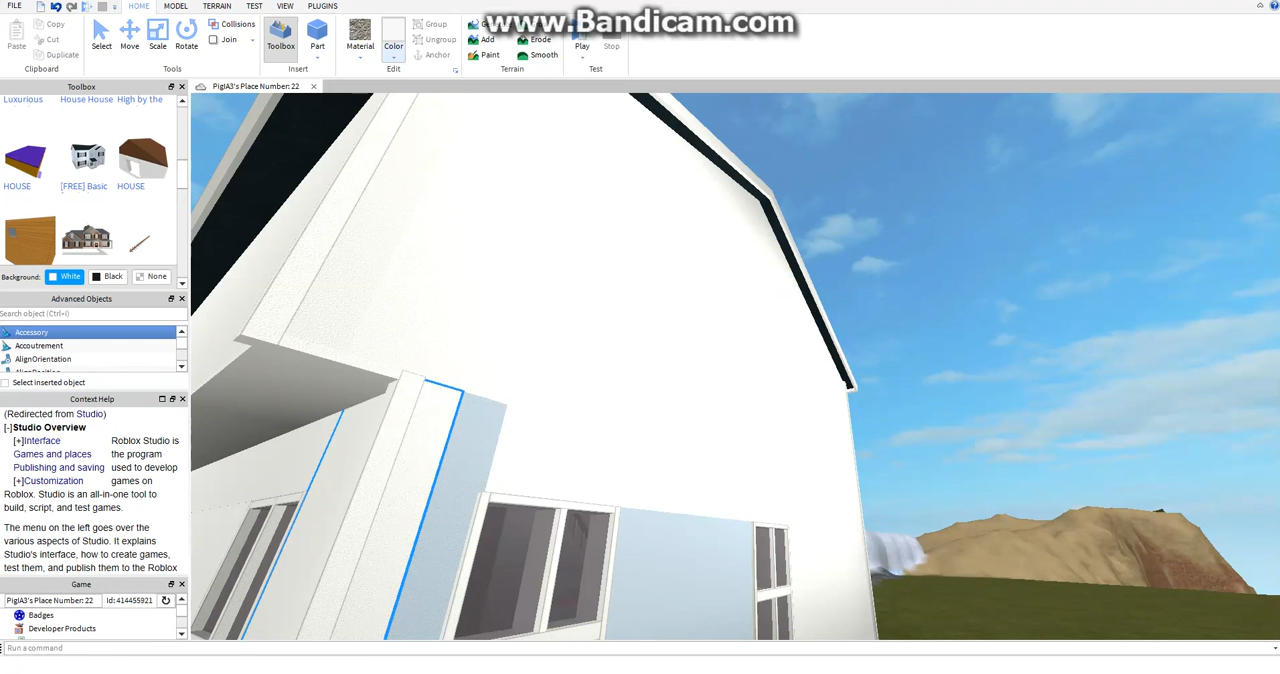 FILE HOME MODEL TERRAIN TEST VIEW PLUGINS
www.Bandicam.com
Paste Copy Cut Duplicate Clipboard
Select Move Scale Rotate Collisions Join Tools
Toolbox Part Insert
Material Color Group Ungroup Anchor Edit
Add Erode Paint Smooth Terrain
Play Stop Test
Toolbox
PigIA3's Place Number: 22
Luxurious House House High by the
HOUSE [FREE] Basic HOUSE
Background: White Black None
Advanced Objects
Search object (Ctrl+I)
Accessory
Accoutrement
AlignOrientation
Select inserted object
Context Help
(Redirected from Studio)
[-]Studio Overview
[+]Interface
Games and places
Publishing and saving
[+]Customization
Roblox Studio is
the program
used to develop
games on
Roblox. Studio is an all-in-one tool to
build, script, and test games.
The menu on the left goes over the
various aspects of Studio. It explains
Studio's interface, how to create games,
test them, and publish them to the Roblox
Game
PigIA3's Place Number: 22 Id: 414455921
Badges
Developer Products
Run a command